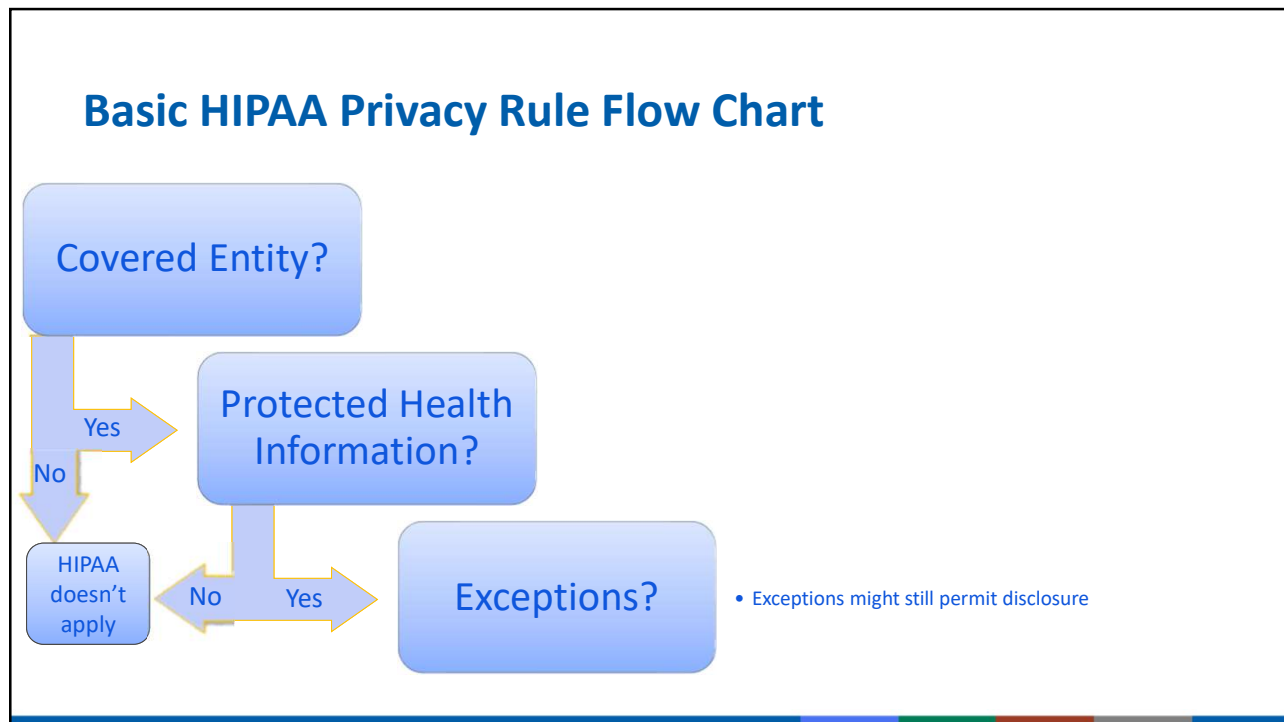 Basic HIPAA Privacy Rule Flow Chart
Covered Entity?
Yes
No
Protected Health
Information?
HIPAA
doesn’t
apply
No
Yes
Exceptions?
• Exceptions might still permit disclosure